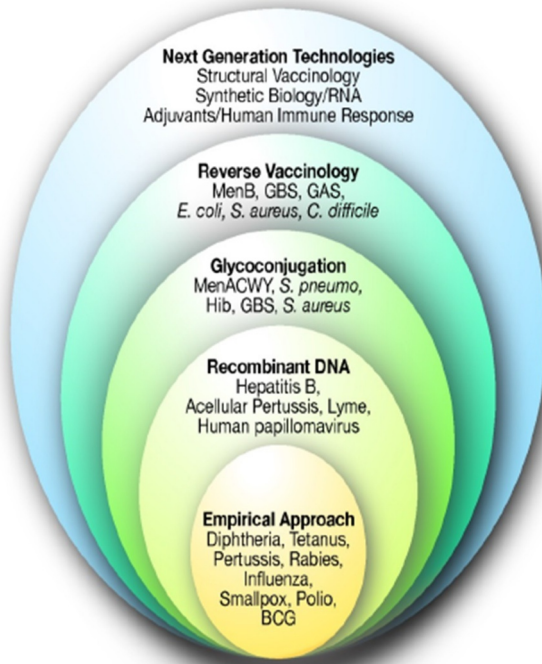 Next Generation Technologies
Structural Vaccinology
Synthetic Biology/RNA
Adjuvants/Human Immune Response
Reverse Vaccinology
MenB, GBS, GAS,
E. coli, S. aureus, C. difficile
Glycoconjugation
MenACWY, S. pneumo,
Hib, GBS, S. aureus
Recombinant DNA
Hepatitis B,
Acellular Pertussis, Lyme,
Human papillomavirus
Empirical Approach
Diphtheria, Tetanus,
Pertussis, Rabies,
Influenza,
Smallpox, Polio,
BCG